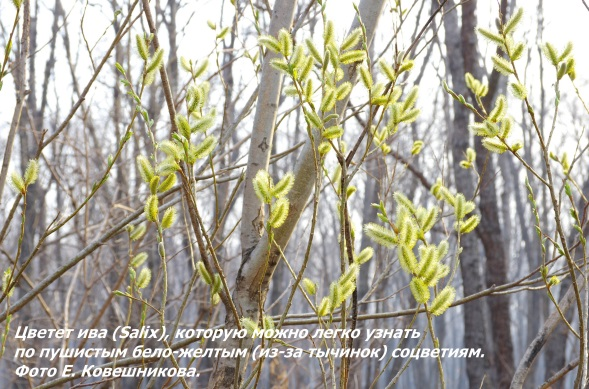 Цветет ива (Salix), которую можно легко узнать
по пушистым бело-желтым (из-за тычинок) соцветиям.
Фото Е. Ковешникова.